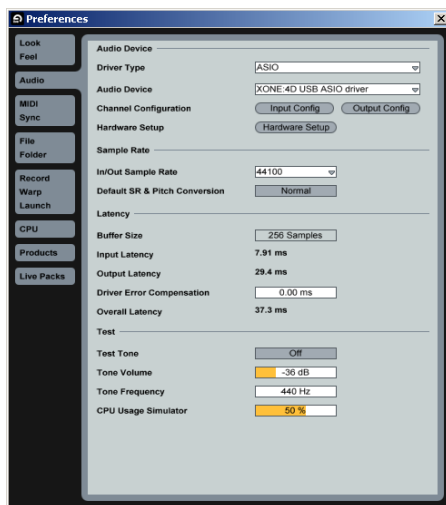 Preferences
Look
Feel
Audio
MIDI
Sync
File
Folder
Record
Warp
Launch
CPU
Products
Live Packs
Audio Device
Driver Type
ASIO
Audio Device
XONE:4D USB ASIO driver
Channel Configuration
Input Config
Output Config
Hardware Setup
Hardware Setup
Sample Rate
In/Out Sample Rate
44100
Default SR & Pitch Conversion
Normal
Latency
Buffer Size
256 Samples
Input Latency
7.91 ms
Output Latency
29.4 ms
Driver Error Compensation
0.00 ms
Overall Latency
37.3 ms
Test
Test Tone
Off
Tone Volume
-36 dB
Tone Frequency
440 Hz
CPU Usage Simulator
50 %